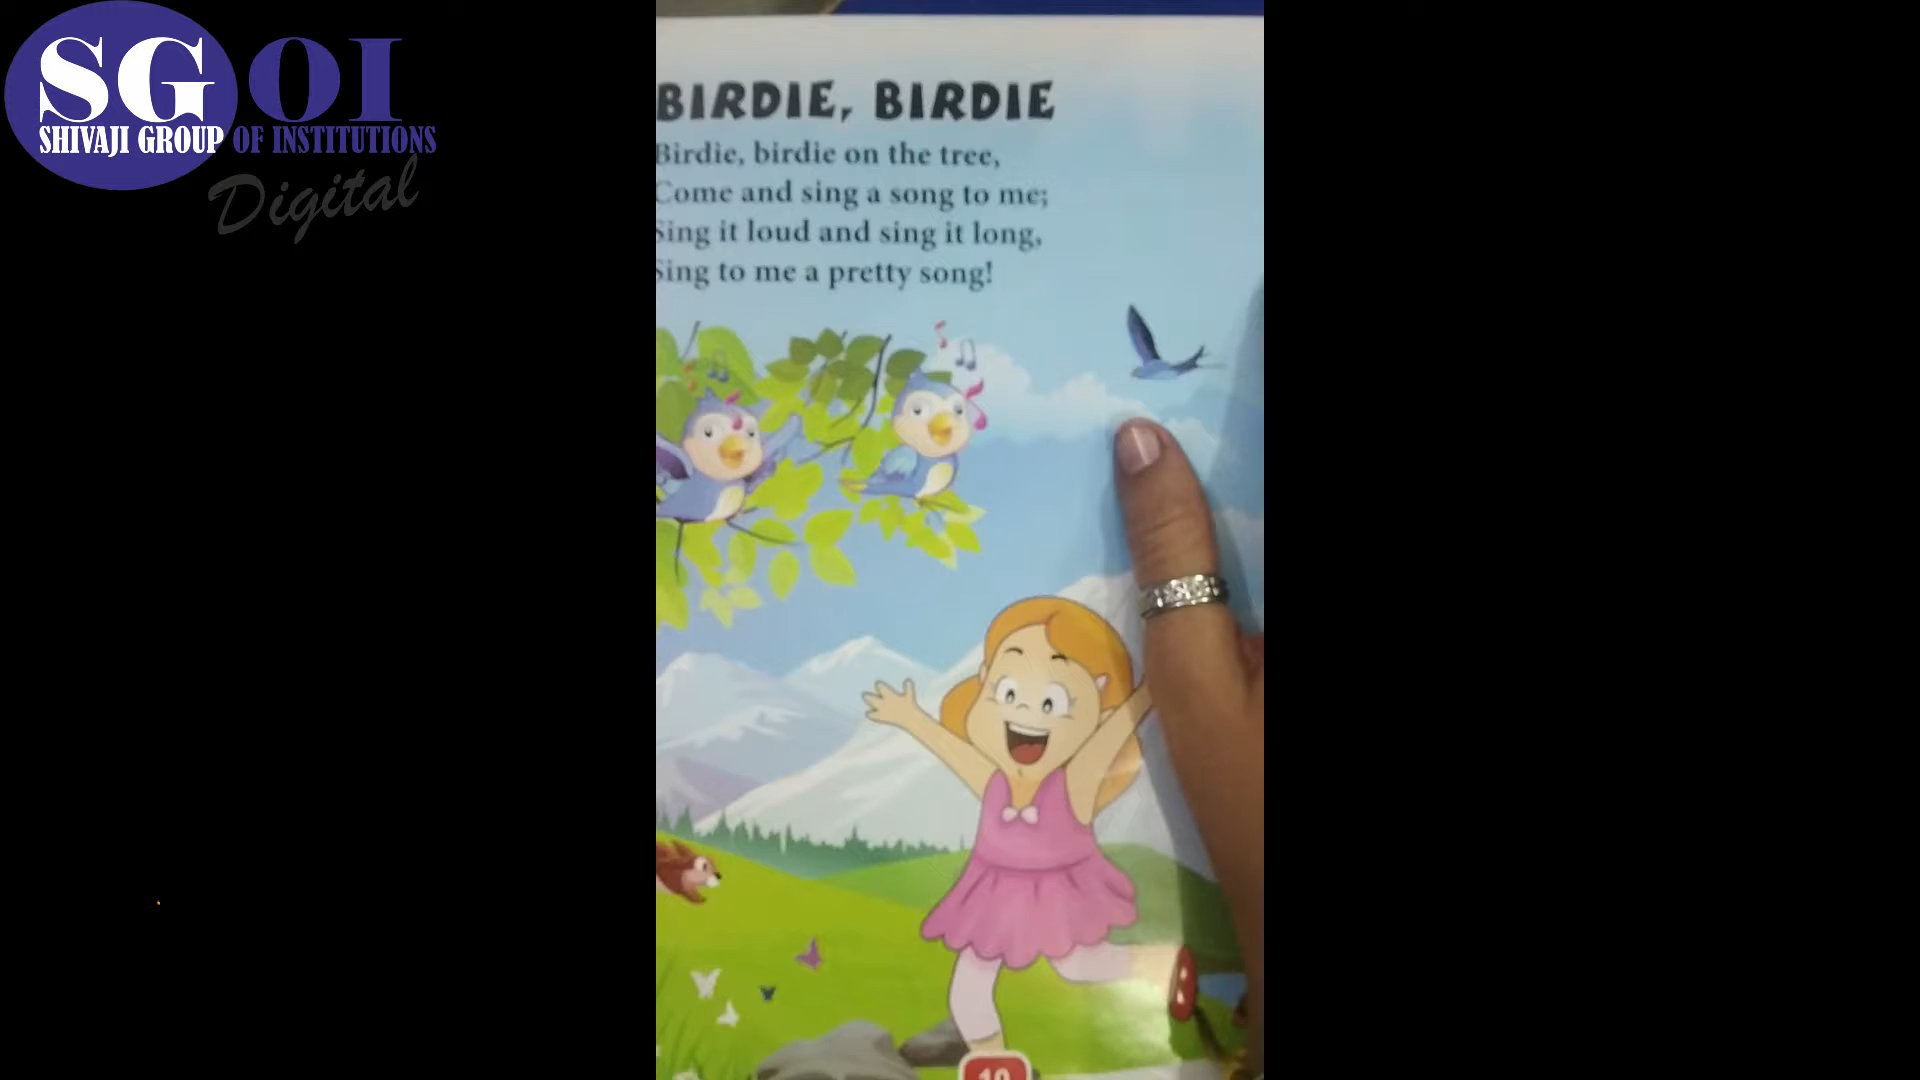 SGOI
SHIVAJI GROUP OF INSTITUTIONS
Digital
BIRDIE, BIRDIE
Birdie, birdie on the tree,
Come and sing a song to me;
Sing it loud and sing it long,
Sing to me a pretty song!